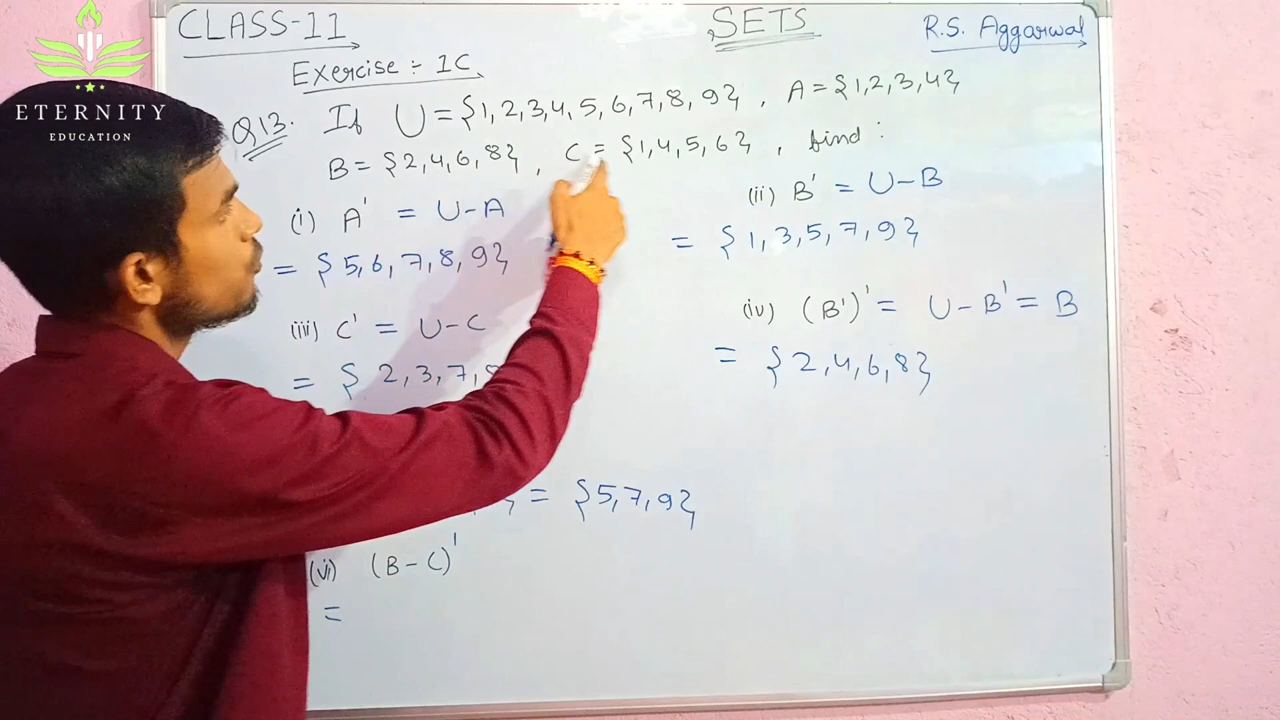 ETERNITY
EDUCATION
CLASS-11
SETS
R.S. Aggarwal
Exercise :- 1C
Q13. If U = {1, 2, 3, 4, 5, 6, 7, 8, 9}, A = {1, 2, 3, 4}
B = {2, 4, 6, 8}, C = {1, 4, 5, 6}, find :
(i) A' = U - A
= {5, 6, 7, 8, 9}
(ii) B' = U - B
= {1, 3, 5, 7, 9}
(iii) C' = U - C
= { 2, 3, 7,
(iv) (B')' = U - B' = B
= {2, 4, 6, 8}
} = {5, 7, 9}
(vi) (B - C)'
=